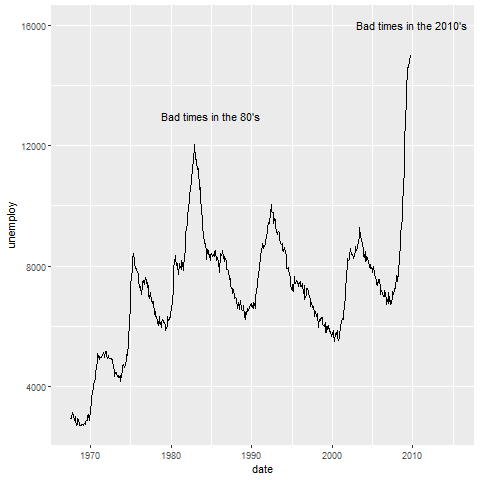 Bad times in the 2010's
Bad times in the 80's
16000
12000
8000
4000
unemploy
1970 1980 1990 2000 2010
date